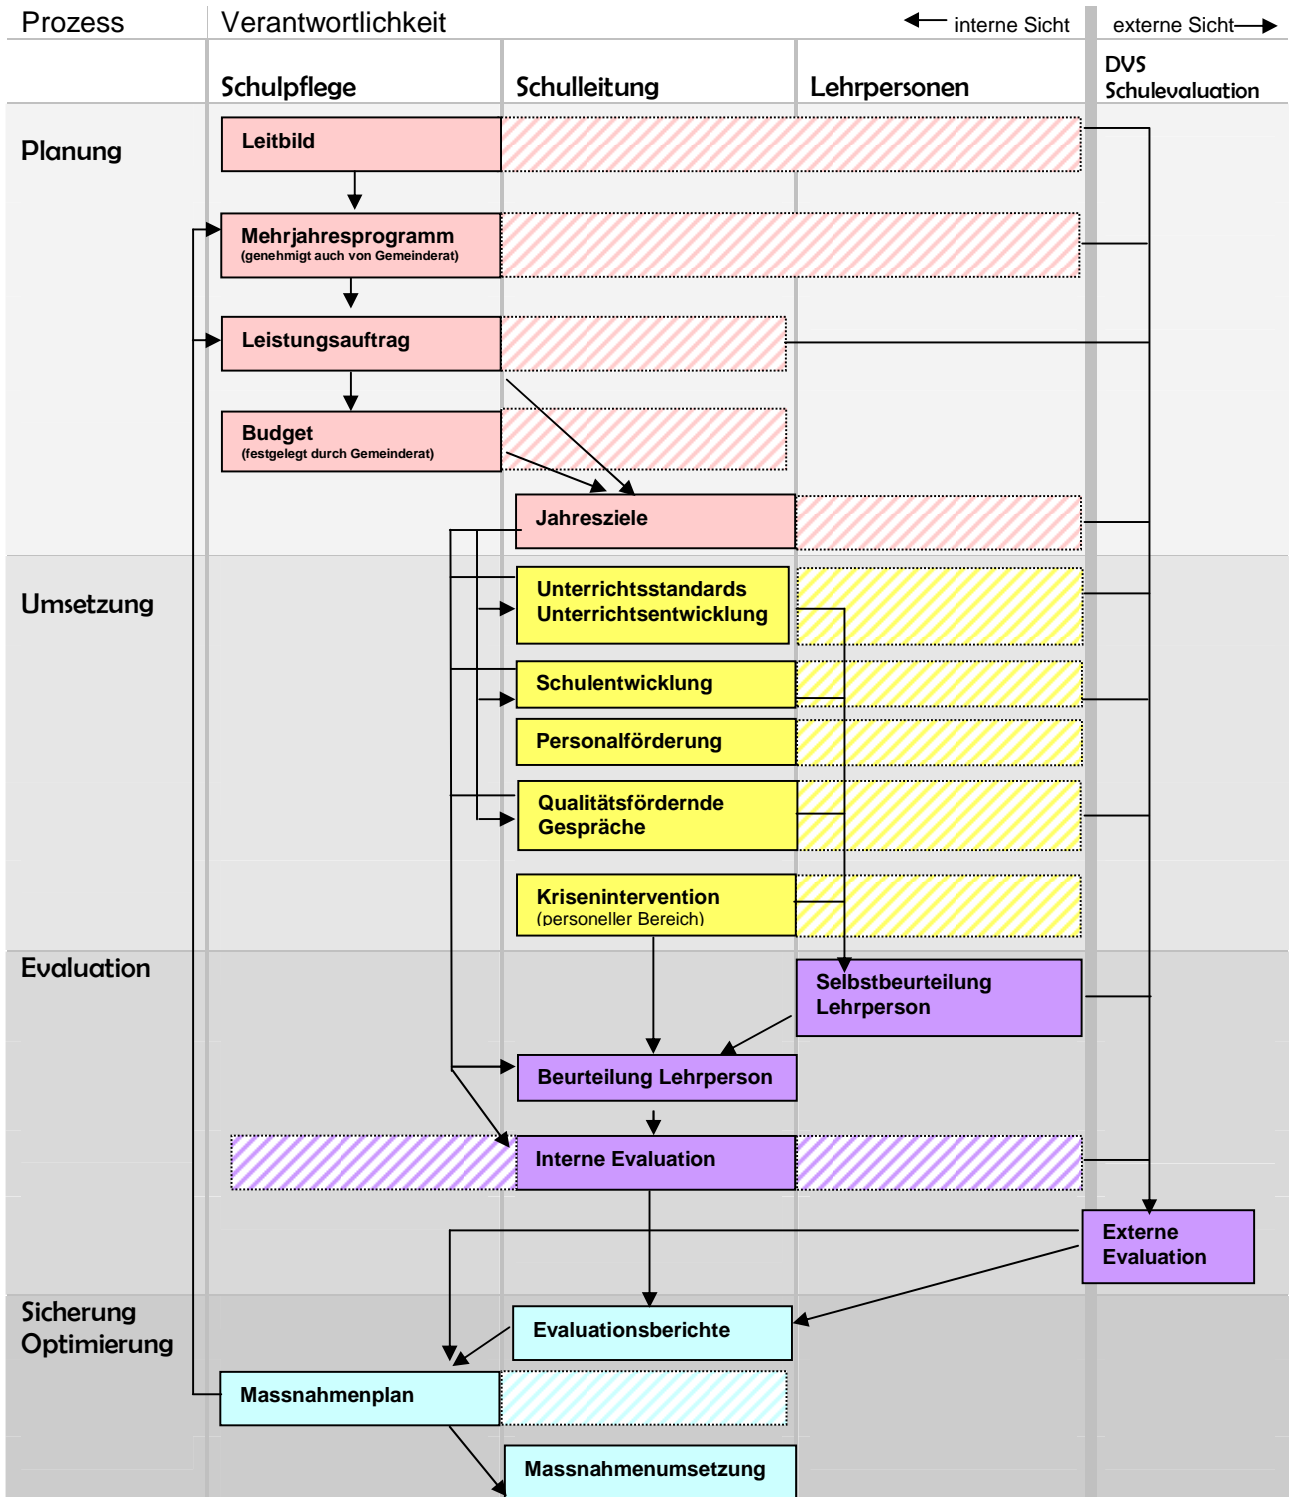 Prozess
Verantwortlichkeit
interne Sicht
externe Sicht
Schulpflege
Schulleitung
Lehrpersonen
DVS
Schulevaluation
Planung
Leitbild
Mehrjahresprogramm
(genehmigt auch von Gemeinderat)
Leistungsauftrag
Budget
(festgelegt durch Gemeinderat)
Jahresziele
Umsetzung
Unterrichtsstandards
Unterrichtsentwicklung
Schulentwicklung
Personalförderung
Qualitätsfördernde
Gespräche
Krisenintervention
(personeller Bereich)
Evaluation
Selbstbeurteilung
Lehrperson
Beurteilung Lehrperson
Interne Evaluation
Externe
Evaluation
Sicherung
Optimierung
Evaluationsberichte
Massnahmenplan
Massnahmenumsetzung